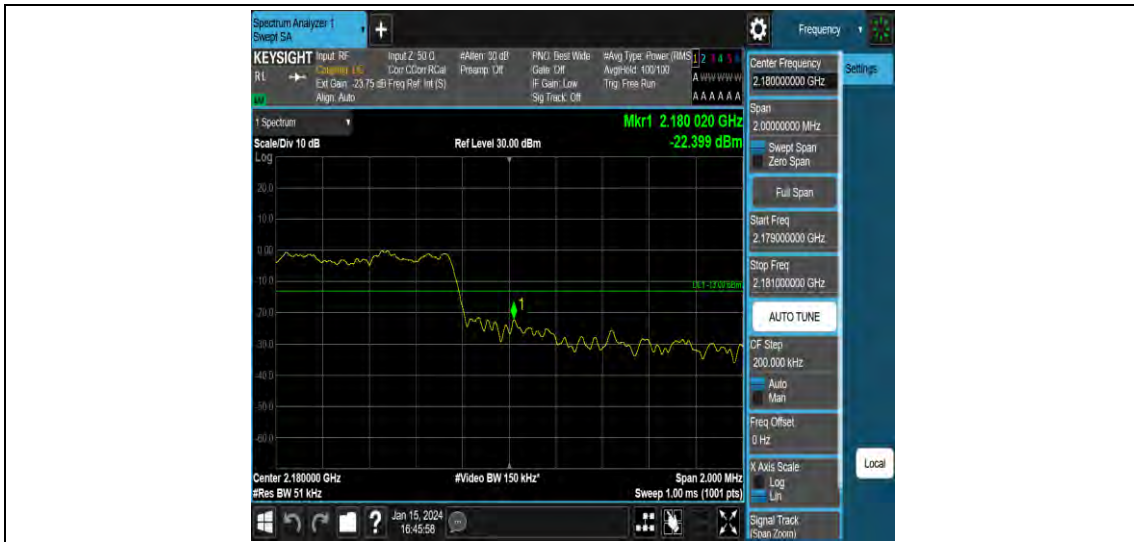 Spectrum Analyzer 1
Swept SA
+
Frequency
KEYSIGHT
RL
Input: RF
Coupling: DC
Ext Gain: -23.75 dB
Align: Auto
Input Z: 50 Ω
Corr CCorr RCal
Freq Ref: Int (S)
#Atten: 30 dB
Preamp: Off
PNO: Best Wide
Gate: Off
IF Gain: Low
Sig Track: Off
#Avg Type: Power (RMS
Avg|Hold: 100/100
Trig: Free Run
1 2 3 4 5 6
A WW WW W
A A A A A A
1 Spectrum
Scale/Div 10 dB
Log
Ref Level 30.00 dBm
Mkr1 2.180 020 GHz
-22.399 dBm
20.0
10.0
0.00
-10.0
-20.0
-30.0
-40.0
-50.0
-60.0
DL1 -13.00 dBm
1
Center 2.180000 GHz
#Res BW 51 kHz
#Video BW 150 kHz*
Span 2.000 MHz
Sweep 1.00 ms (1001 pts)
?
Jan 15, 2024
16:45:58
Center Frequency
2.180000000 GHz
Settings
Span
2.00000000 MHz
Swept Span
Zero Span
Full Span
Start Freq
2.179000000 GHz
Stop Freq
2.181000000 GHz
AUTO TUNE
CF Step
200.000 kHz
Auto
Man
Freq Offset
0 Hz
X Axis Scale
Log
Lin
Local
Signal Track
(Span Zoom)